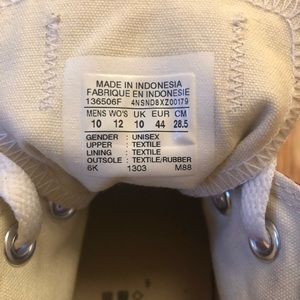 MADE IN INDONESIA
FABRIQUE EN INDONESIE
136506F 4NSND8XZ00179
MENS WO'S UK EUR CM
10 12 10 44 28.5
GENDER : UNISEX
UPPER : TEXTILE
LINING : TEXTILE
OUTSOLE : TEXTILE/RUBBER
6K 1303 M88